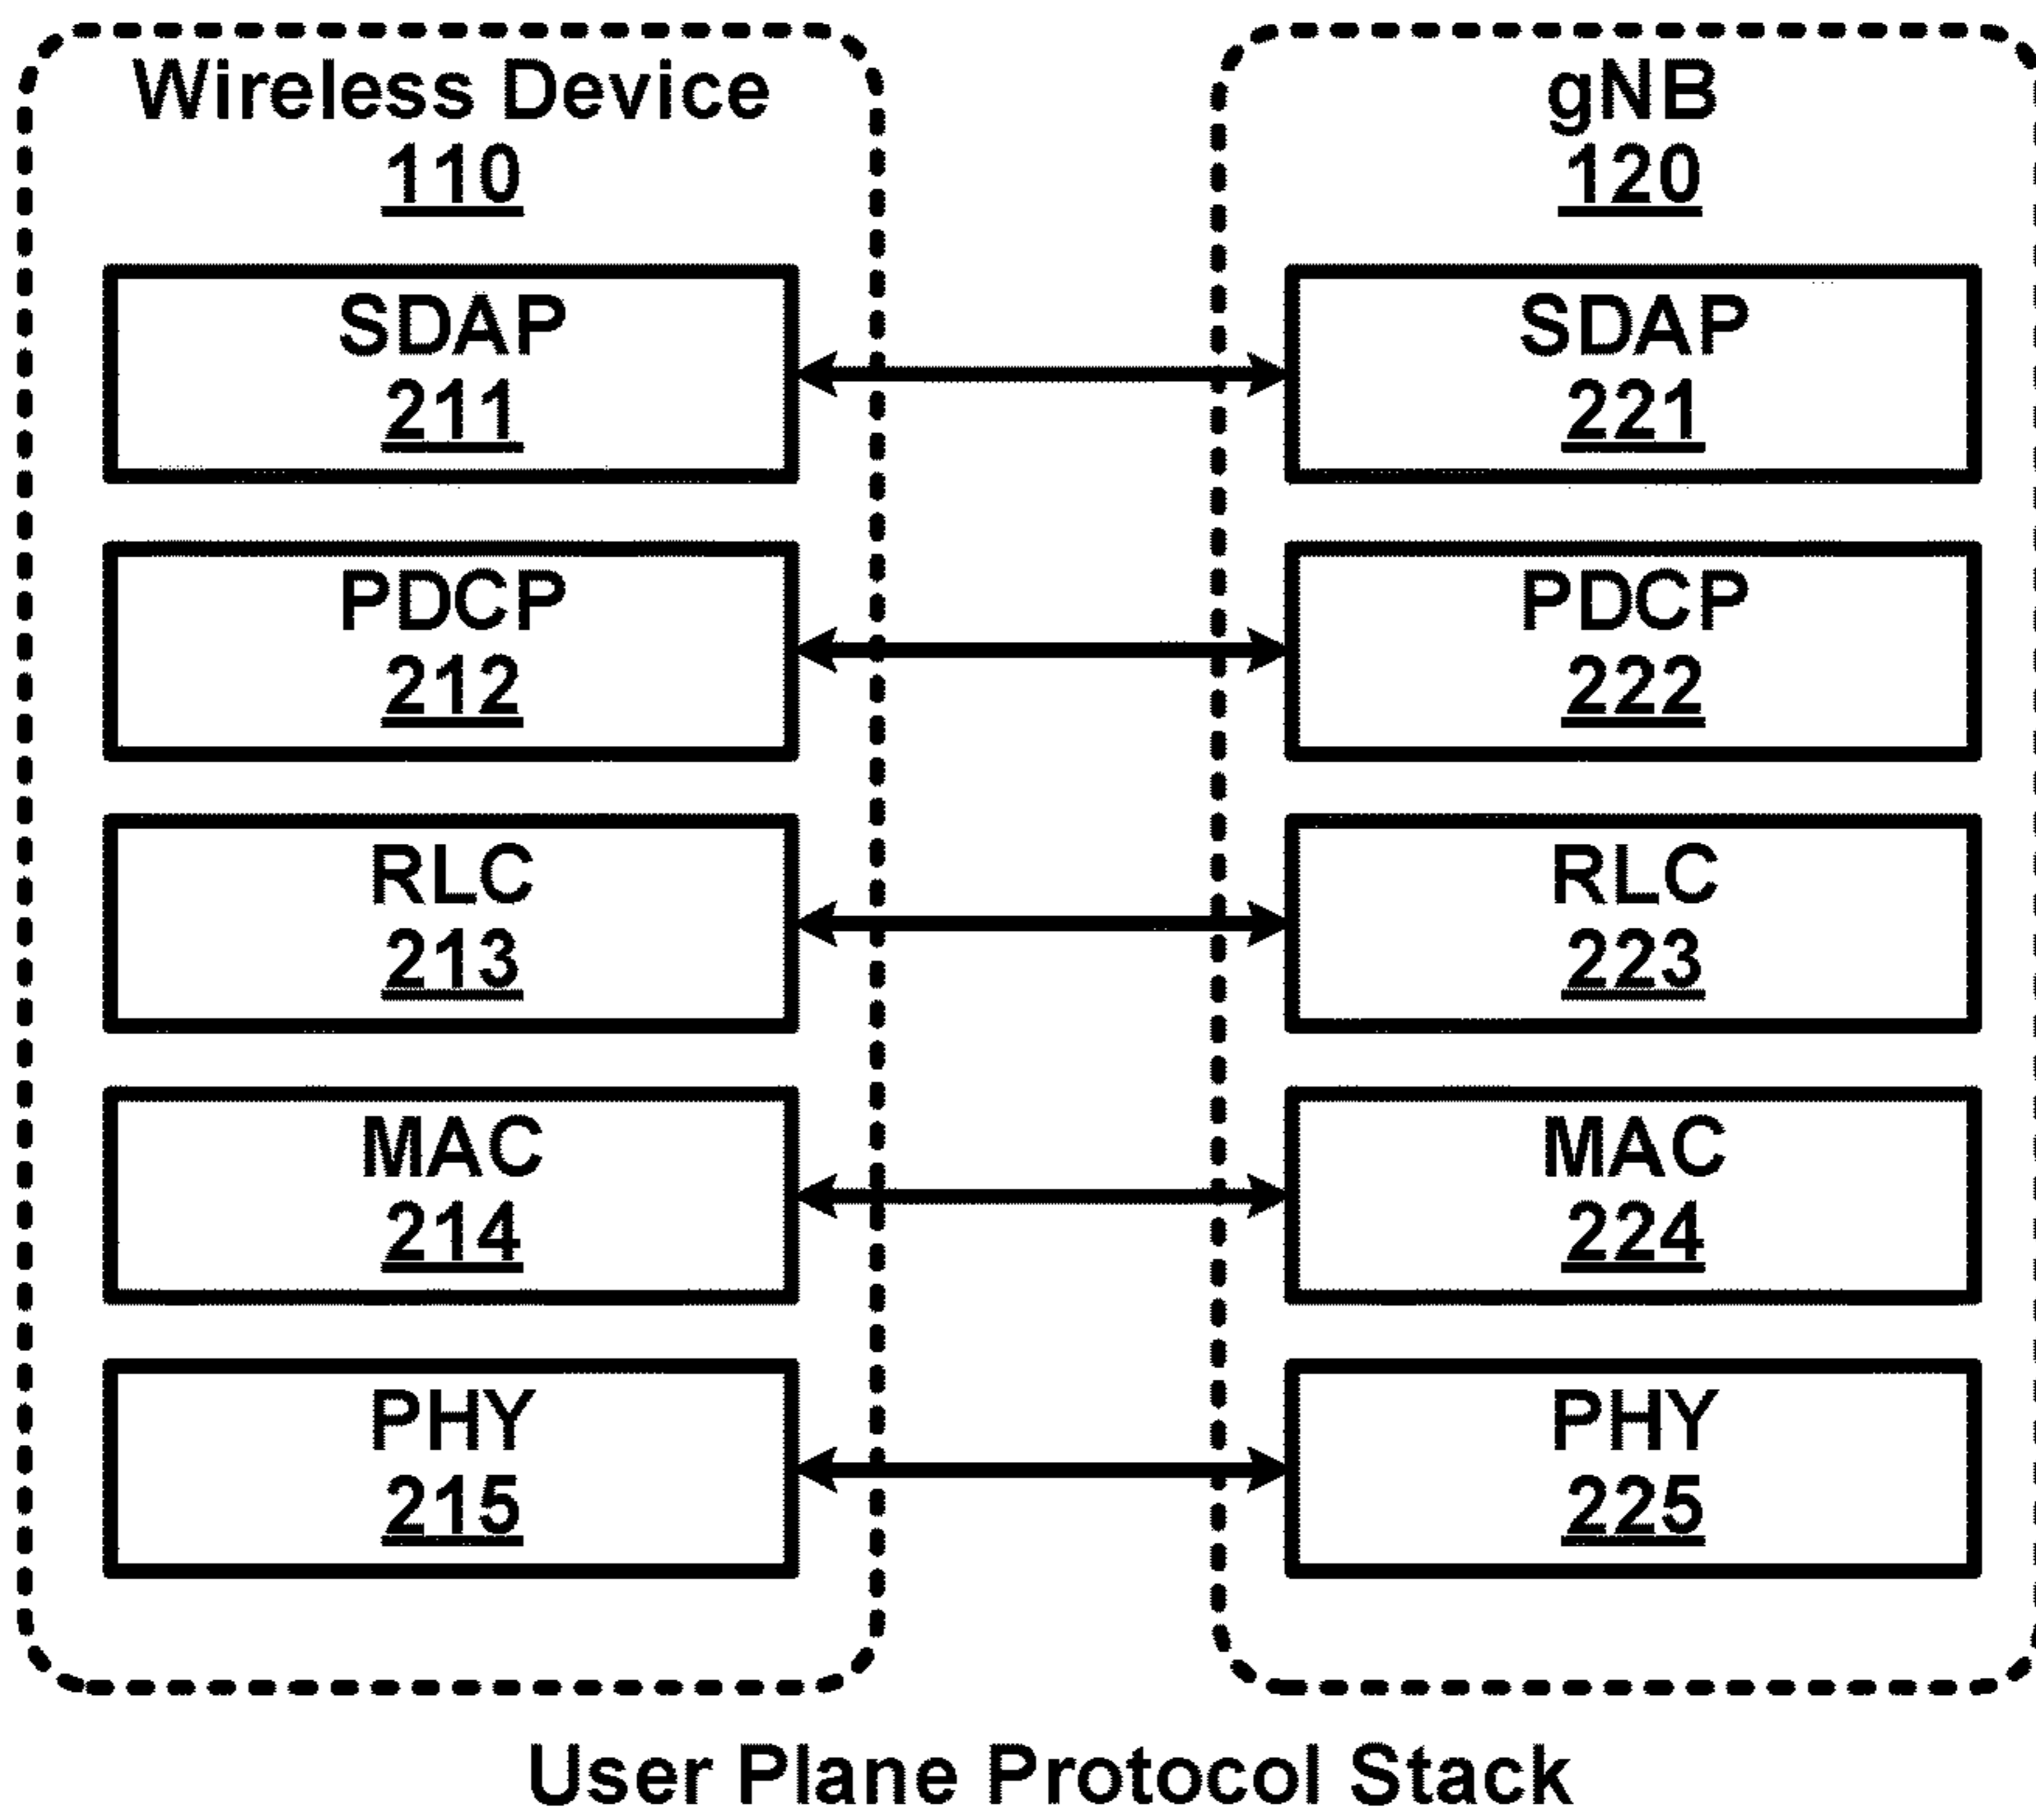 Wireless Device
110
SDAP
211
PDCP
212
RLC
213
MAC
214
PHY
215
gNB
120
SDAP
221
PDCP
222
RLC
223
MAC
224
PHY
225
User Plane Protocol Stack